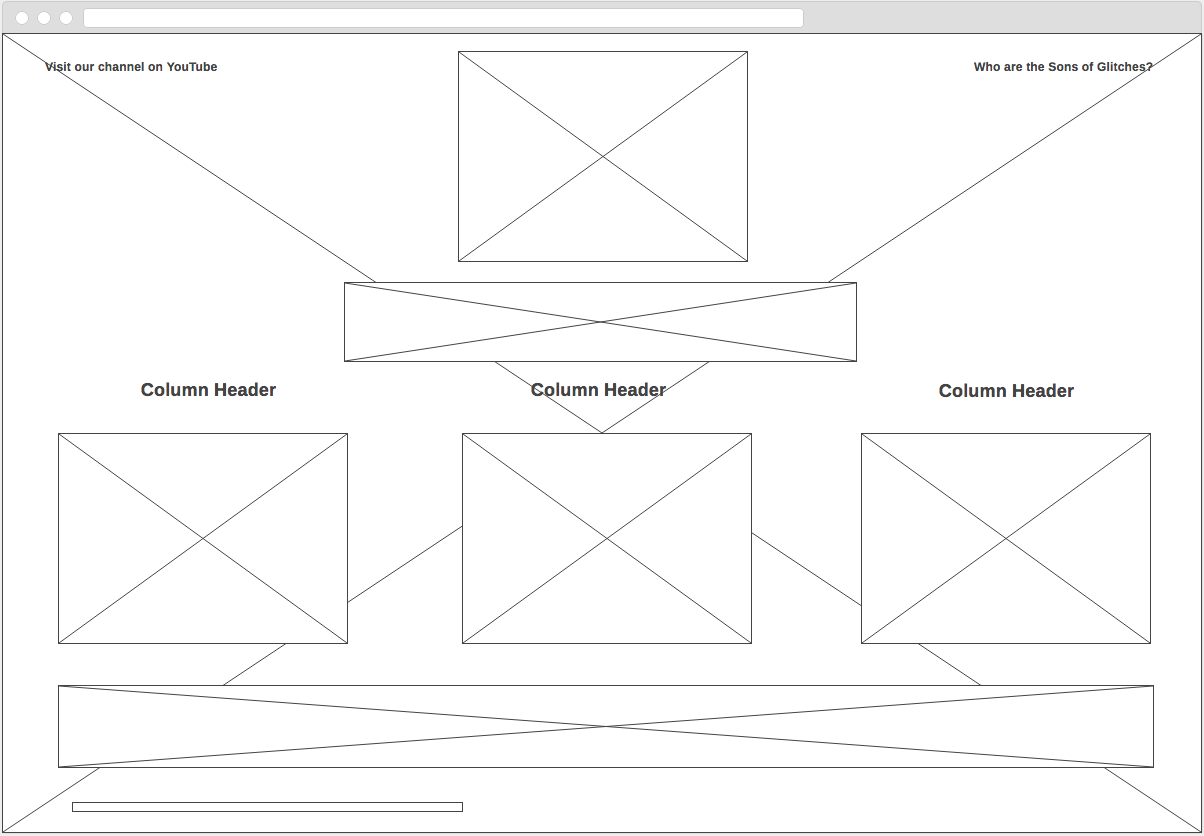 Visit our channel on YouTube
Who are the Sons of Glitches?
Column Header
Column Header
Column Header